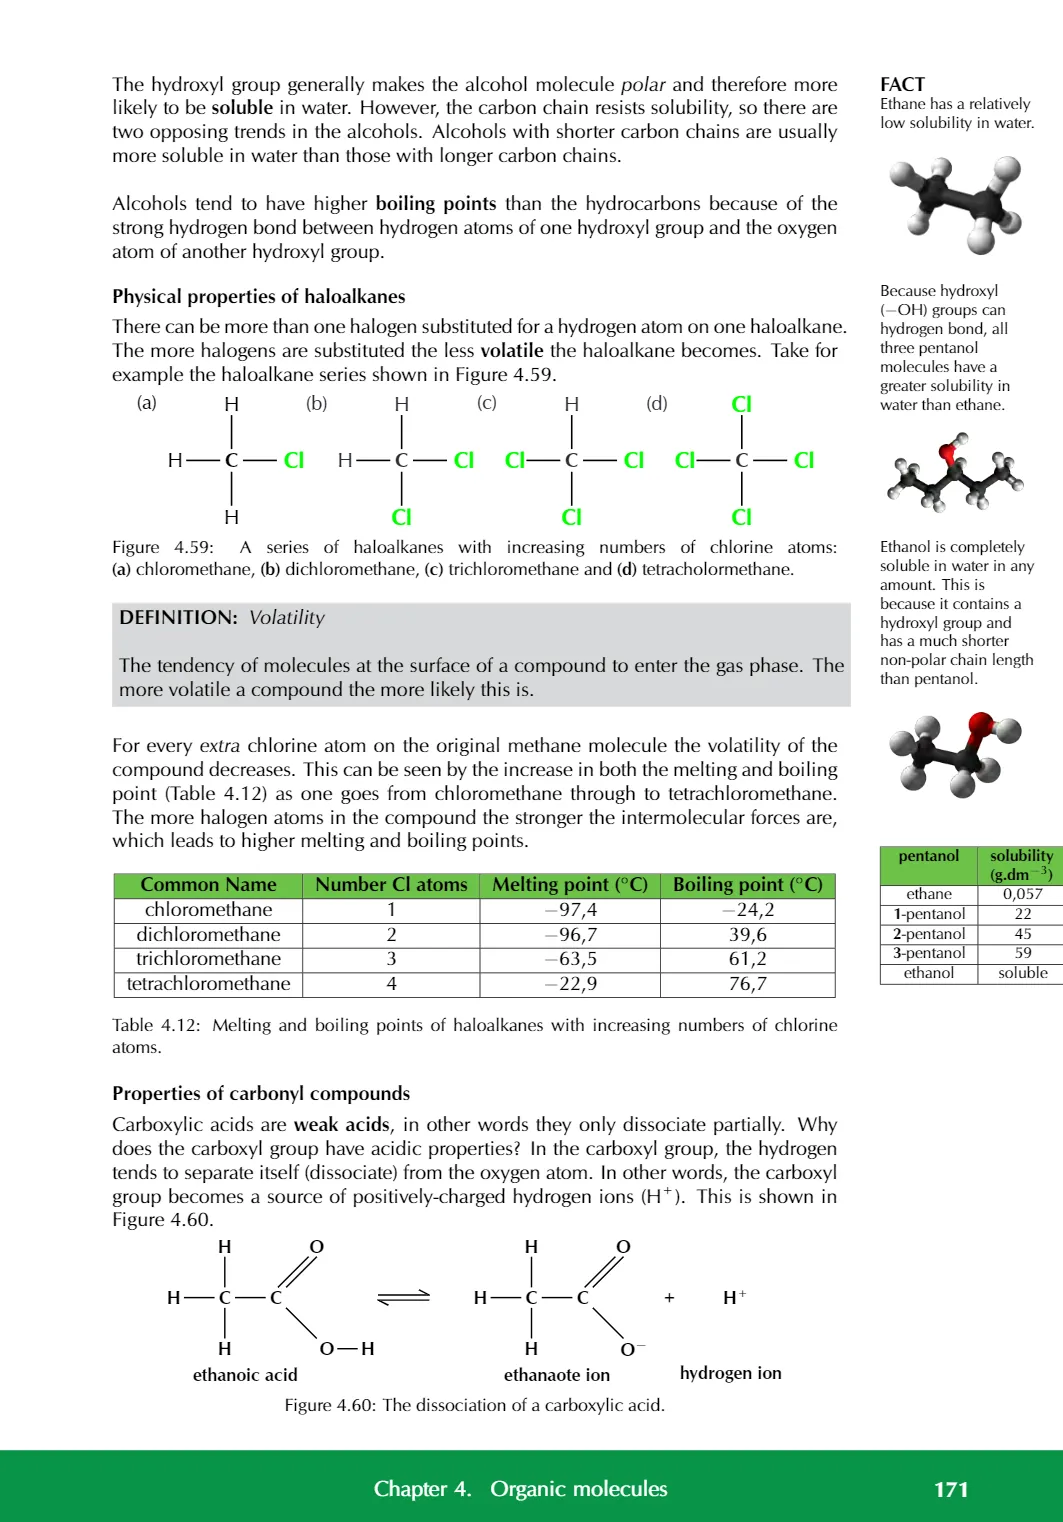 The hydroxyl group generally makes the alcohol molecule polar and therefore more
likely to be soluble in water. However, the carbon chain resists solubility, so there are
two opposing trends in the alcohols. Alcohols with shorter carbon chains are usually
more soluble in water than those with longer carbon chains.
Alcohols tend to have higher boiling points than the hydrocarbons because of the
strong hydrogen bond between hydrogen atoms of one hydroxyl group and the oxygen
atom of another hydroxyl group.
Physical properties of haloalkanes
There can be more than one halogen substituted for a hydrogen atom on one haloalkane.
The more halogens are substituted the less volatile the haloalkane becomes. Take for
example the haloalkane series shown in Figure 4.59.
(a) H (b) H (c) H (d) Cl
H C Cl H C Cl Cl C Cl Cl C Cl
H Cl Cl Cl
Figure 4.59: A series of haloalkanes with increasing numbers of chlorine atoms:
(a) chloromethane, (b) dichloromethane, (c) trichloromethane and (d) tetracholormethane.
DEFINITION: Volatility
The tendency of molecules at the surface of a compound to enter the gas phase. The
more volatile a compound the more likely this is.
For every extra chlorine atom on the original methane molecule the volatility of the
compound decreases. This can be seen by the increase in both the melting and boiling
point (Table 4.12) as one goes from chloromethane through to tetrachloromethane.
The more halogen atoms in the compound the stronger the intermolecular forces are,
which leads to higher melting and boiling points.
Common Name Number Cl atoms Melting point (°C) Boiling point (°C)
chloromethane 1 −97,4 −24,2
dichloromethane 2 −96,7 39,6
trichloromethane 3 −63,5 61,2
tetrachloromethane 4 −22,9 76,7
Table 4.12: Melting and boiling points of haloalkanes with increasing numbers of chlorine
atoms.
Properties of carbonyl compounds
Carboxylic acids are weak acids, in other words they only dissociate partially. Why
does the carboxyl group have acidic properties? In the carboxyl group, the hydrogen
tends to separate itself (dissociate) from the oxygen atom. In other words, the carboxyl
group becomes a source of positively-charged hydrogen ions (H⁺). This is shown in
Figure 4.60.
H O H O
H C C H C C + H⁺
H O H H O⁻
ethanoic acid ethanaote ion hydrogen ion
Figure 4.60: The dissociation of a carboxylic acid.
FACT
Ethane has a relatively
low solubility in water.
Because hydroxyl
(−OH) groups can
hydrogen bond, all
three pentanol
molecules have a
greater solubility in
water than ethane.
Ethanol is completely
soluble in water in any
amount. This is
because it contains a
hydroxyl group and
has a much shorter
non-polar chain length
than pentanol.
pentanol solubility
(g.dm⁻³)
ethane 0,057
1-pentanol 22
2-pentanol 45
3-pentanol 59
ethanol soluble
Chapter 4. Organic molecules 171